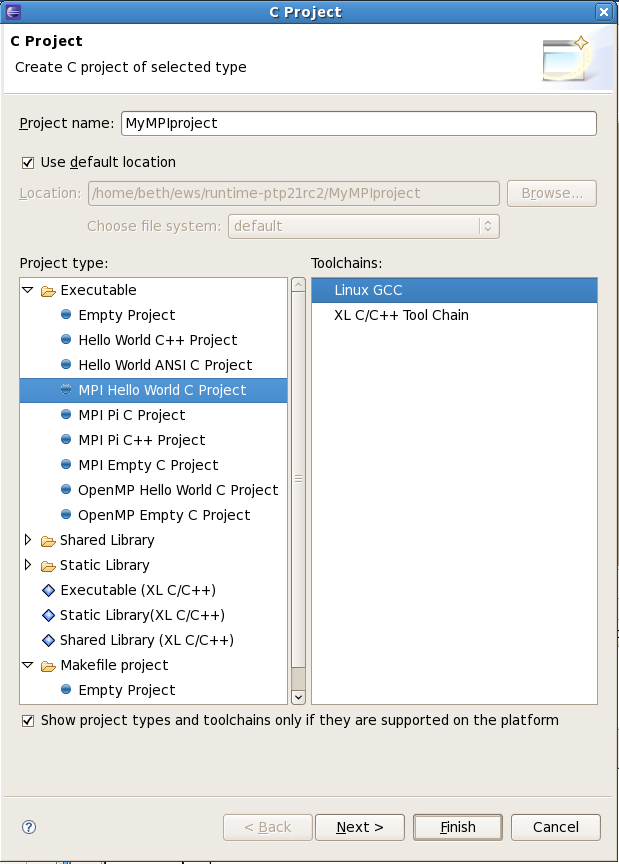 C Project
C Project
Create C project of selected type
Project name: MyMPIproject
Use default location
Location: /home/beth/ews/runtime-ptp21rc2/MyMPIproject Browse...
Choose file system: default
Project type: Toolchains:
Executable Linux GCC
Empty Project XL C/C++ Tool Chain
Hello World C++ Project
Hello World ANSI C Project
MPI Hello World C Project
MPI Pi C Project
MPI Pi C++ Project
MPI Empty C Project
OpenMP Hello World C Project
OpenMP Empty C Project
Shared Library
Static Library
Executable (XL C/C++)
Static Library(XL C/C++)
Shared Library (XL C/C++)
Makefile project
Empty Project
Show project types and toolchains only if they are supported on the platform
< Back Next > Finish Cancel